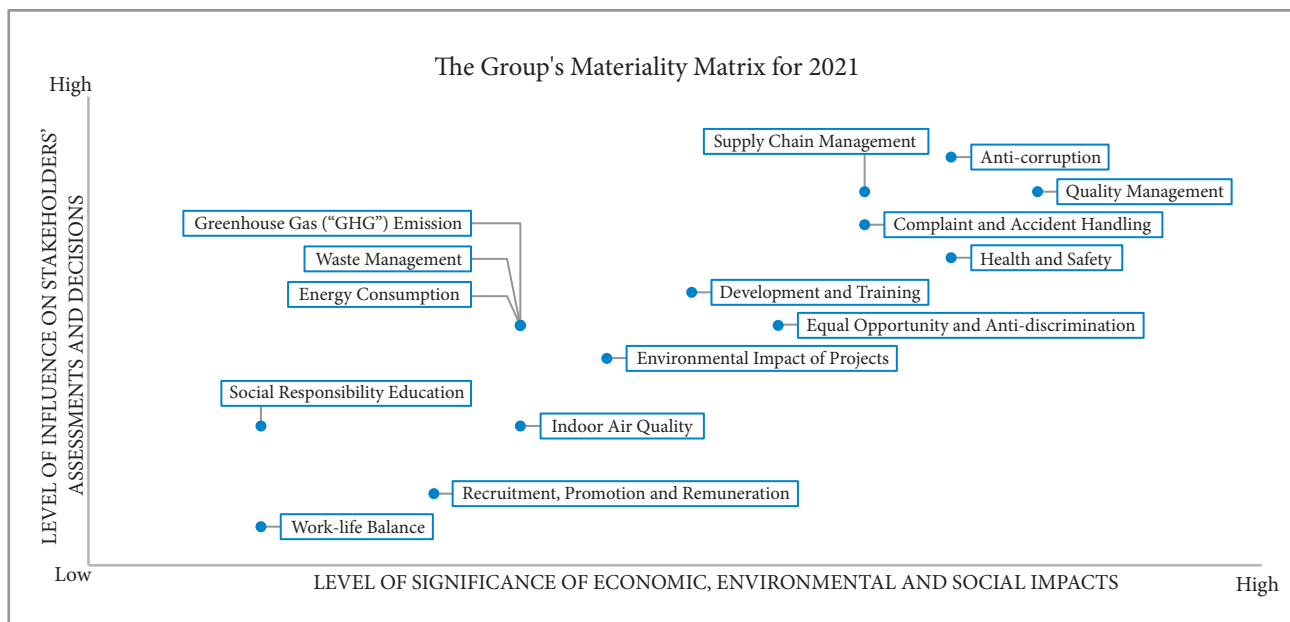 The Group's Materiality Matrix for 2021
High
LEVEL OF INFLUENCE ON STAKEHOLDERS’
ASSESSMENTS AND DECISIONS
Supply Chain Management
Anti-corruption
Quality Management
Greenhouse Gas (“GHG”) Emission
Complaint and Accident Handling
Waste Management
Health and Safety
Energy Consumption
Development and Training
Equal Opportunity and Anti-discrimination
Environmental Impact of Projects
Social Responsibility Education
Indoor Air Quality
Recruitment, Promotion and Remuneration
Work-life Balance
Low
LEVEL OF SIGNIFICANCE OF ECONOMIC, ENVIRONMENTAL AND SOCIAL IMPACTS
High